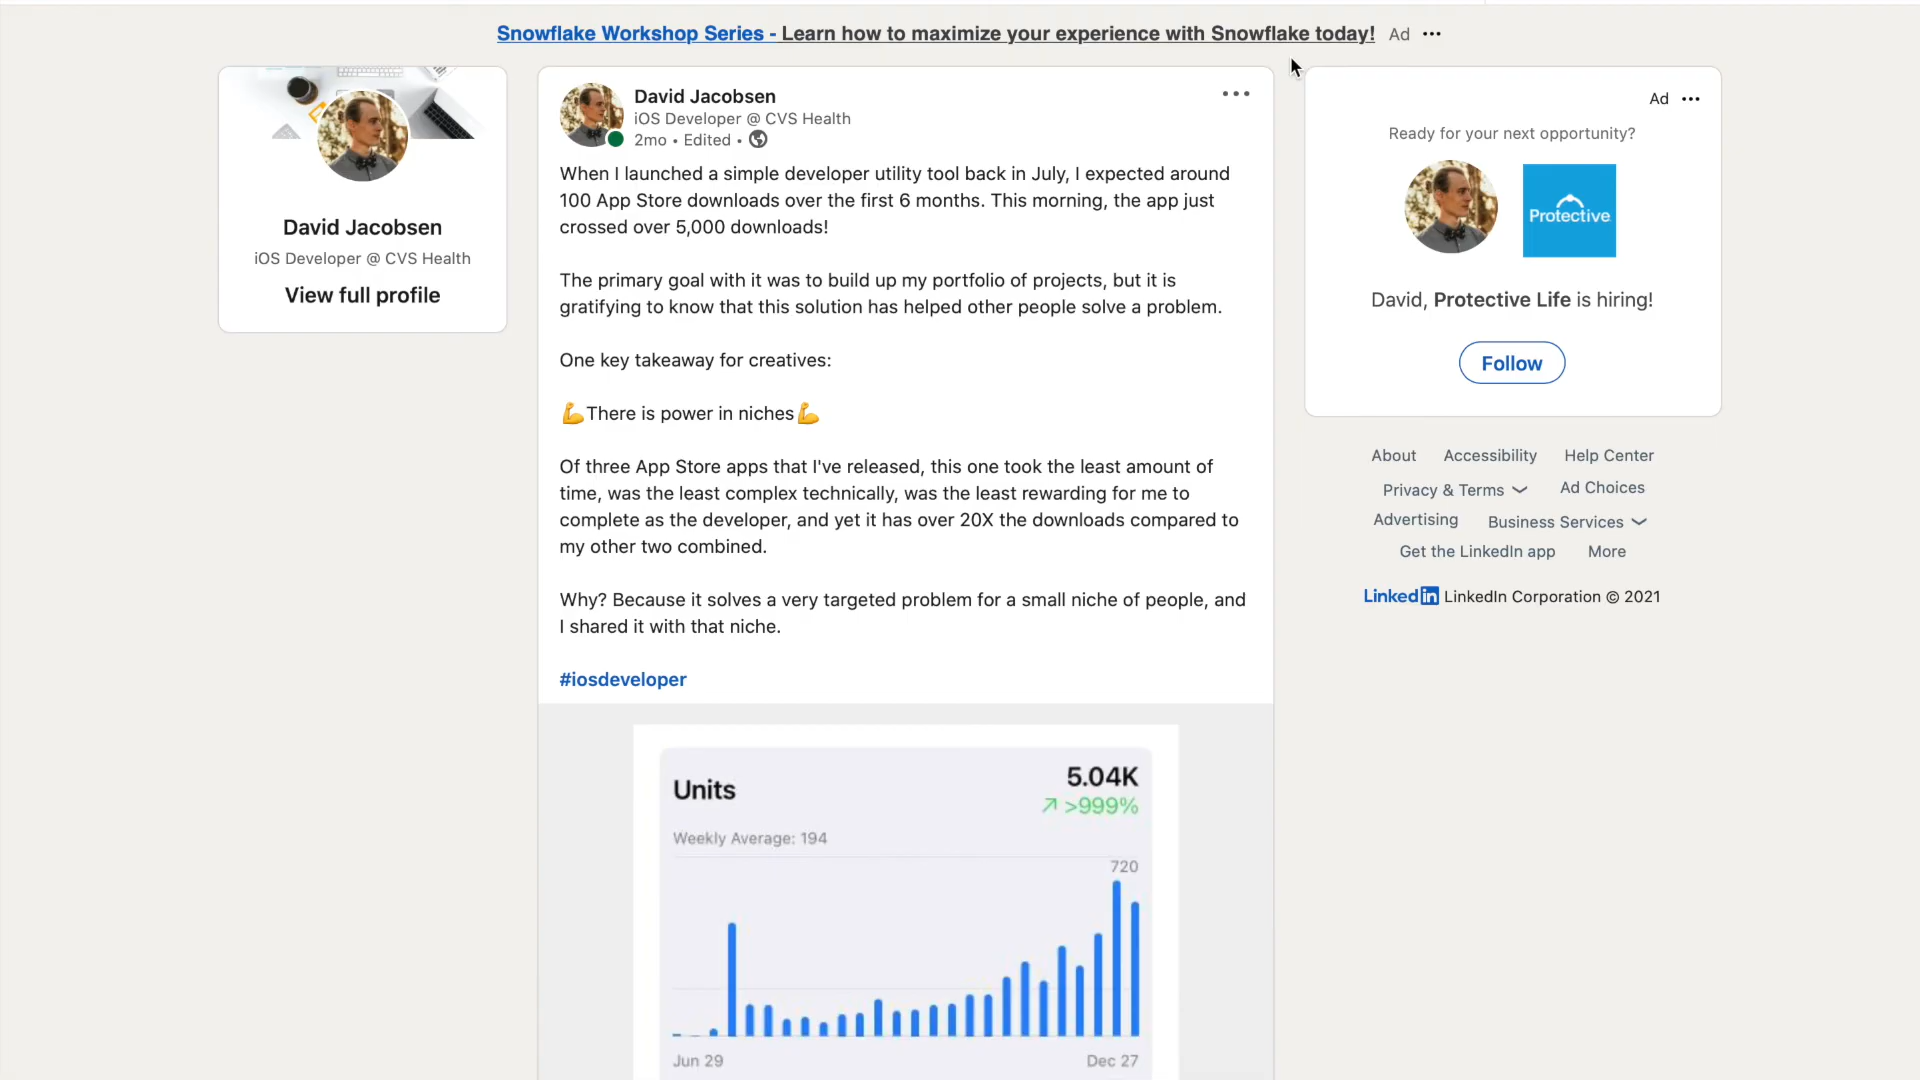 Snowflake Workshop Series - Learn how to maximize your experience with Snowflake today! Ad
David Jacobsen
iOS Developer @ CVS Health
View full profile
David Jacobsen
iOS Developer @ CVS Health
2mo • Edited •
When I launched a simple developer utility tool back in July, I expected around
100 App Store downloads over the first 6 months. This morning, the app just
crossed over 5,000 downloads!
The primary goal with it was to build up my portfolio of projects, but it is
gratifying to know that this solution has helped other people solve a problem.
One key takeaway for creatives:
💪There is power in niches💪
Of three App Store apps that I've released, this one took the least amount of
time, was the least complex technically, was the least rewarding for me to
complete as the developer, and yet it has over 20X the downloads compared to
my other two combined.
Why? Because it solves a very targeted problem for a small niche of people, and
I shared it with that niche.
#iosdeveloper
Units
5.04K
>999%
Weekly Average: 194
720
Jun 29
Dec 27
Ad
Ready for your next opportunity?
Protective
David, Protective Life is hiring!
Follow
About Accessibility Help Center
Privacy & Terms Ad Choices
Advertising Business Services
Get the LinkedIn app More
LinkedIn LinkedIn Corporation © 2021